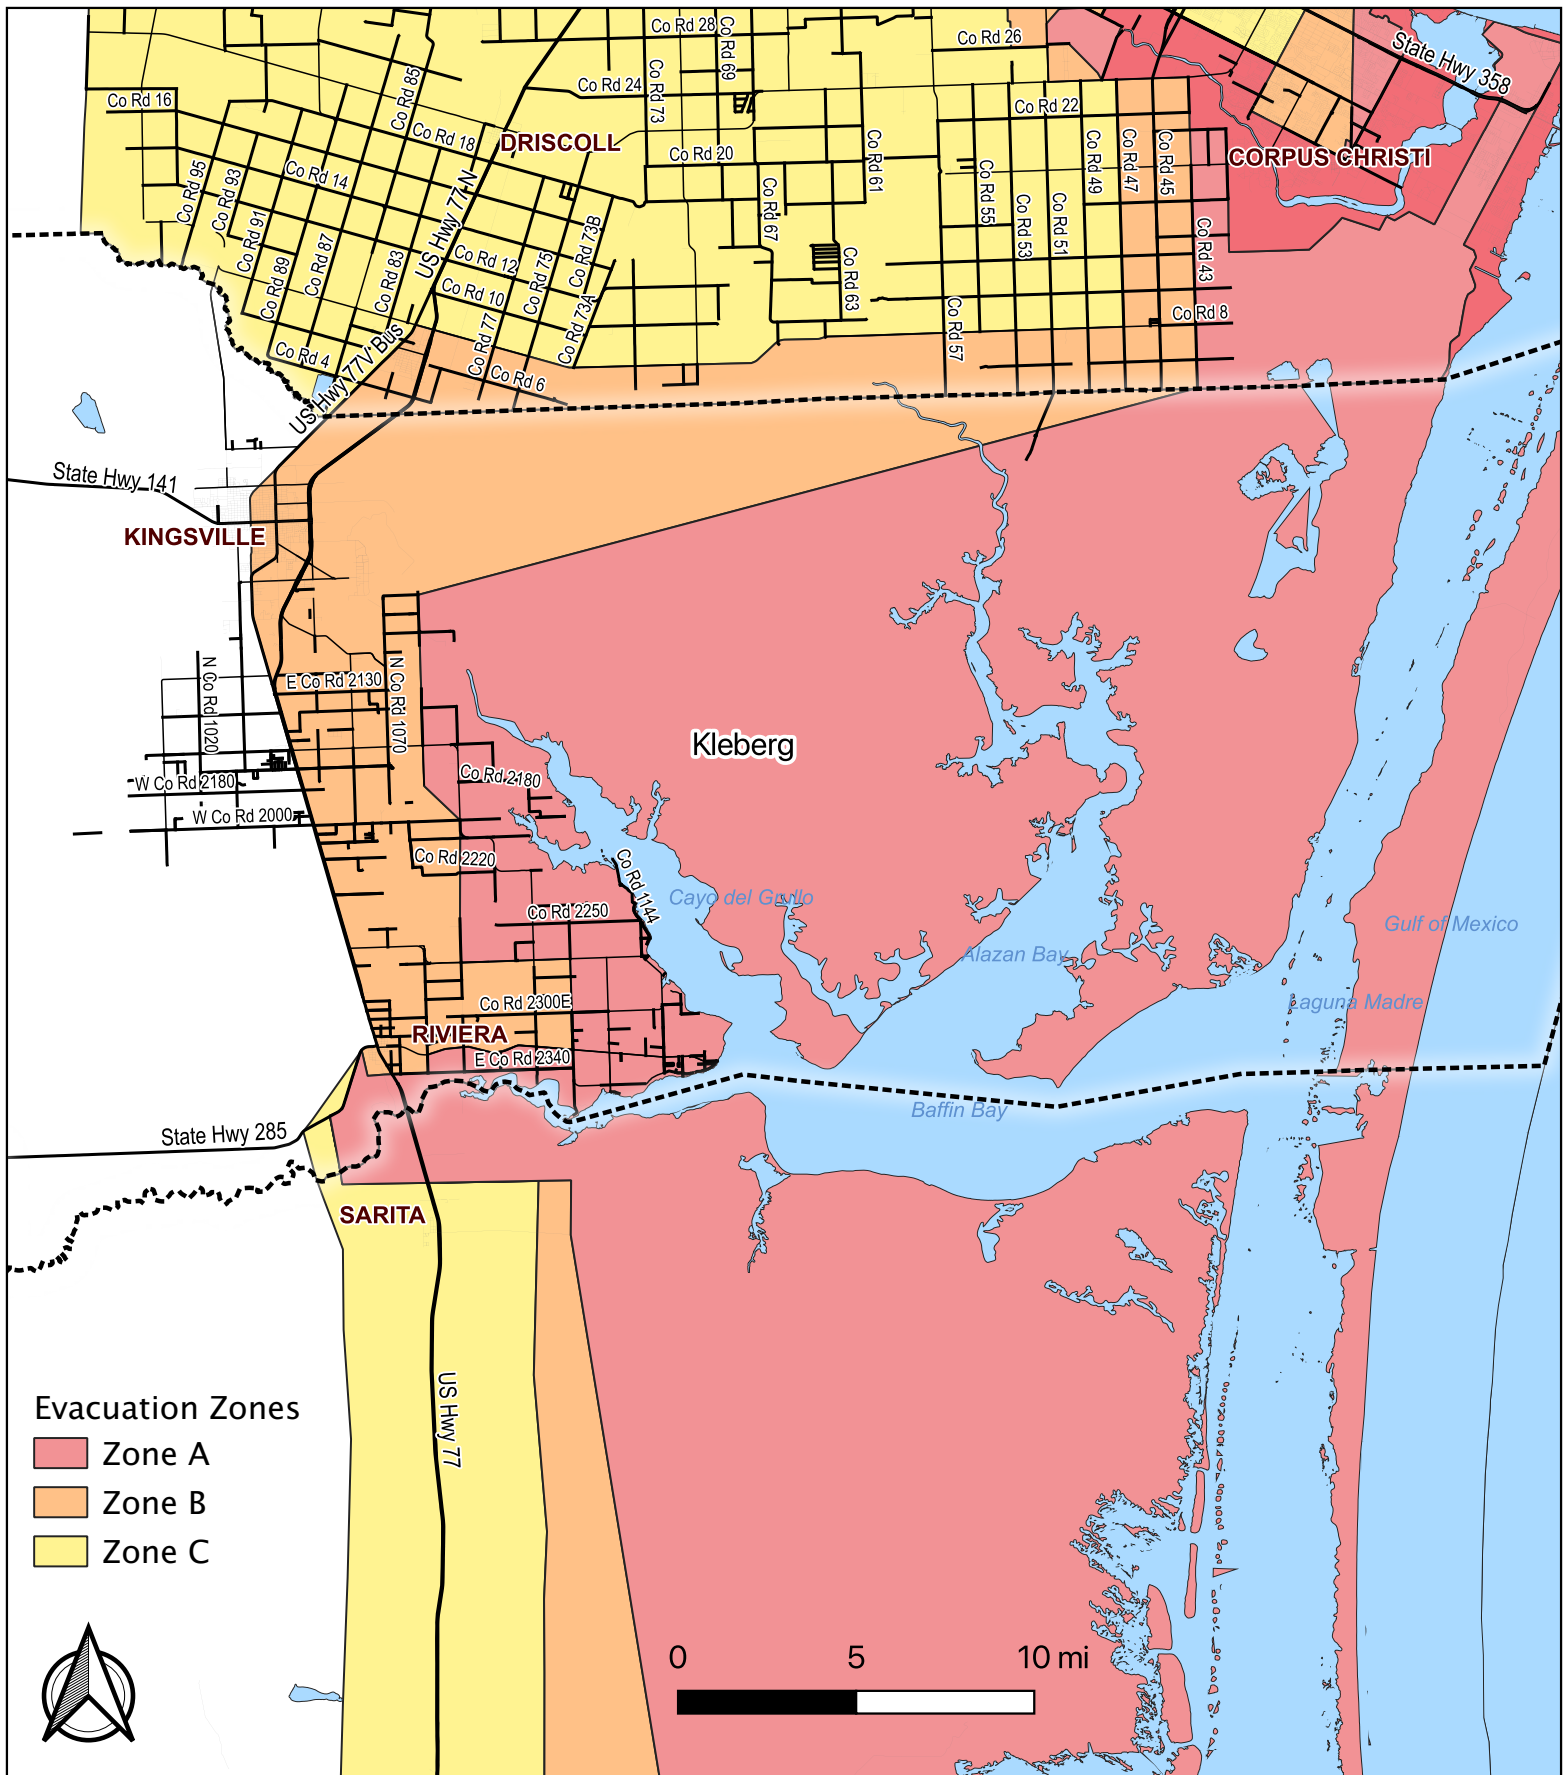 Co Rd 28
Co Rd 69
Co Rd 26
State Hwy 358
Co Rd 85
Co Rd 24
Co Rd 73
Co Rd 16
Co Rd 22
Co Rd 18
DRISCOLL
Co Rd 20
Co Rd 61
Co Rd 49
Co Rd 47
Co Rd 45
CORPUS CHRISTI
Co Rd 95
Co Rd 93
Co Rd 14
US Hwy 77 N
Co Rd 67
Co Rd 55
Co Rd 53
Co Rd 51
Co Rd 91
Co Rd 87
Co Rd 73B
Co Rd 43
Co Rd 89
Co Rd 83
Co Rd 12
Co Rd 75
Co Rd 63
Co Rd 10
Co Rd 73A
Co Rd 57
Co Rd 8
Co Rd 77
Co Rd 4
US Hwy 77V Bus
Co Rd 6
State Hwy 141
KINGSVILLE
N Co Rd 1020
E Co Rd 2130
N Co Rd 1070
Kleberg
W Co Rd 2180
Co Rd 2180
W Co Rd 2000
Co Rd 2220
Co Rd 1144
Cayo del Grullo
Co Rd 2250
Gulf of Mexico
Alazan Bay
Co Rd 2300E
Laguna Madre
RIVIERA
E Co Rd 2340
Baffin Bay
State Hwy 285
SARITA
US Hwy 77
Evacuation Zones
Zone A
Zone B
Zone C
0 5 10 mi